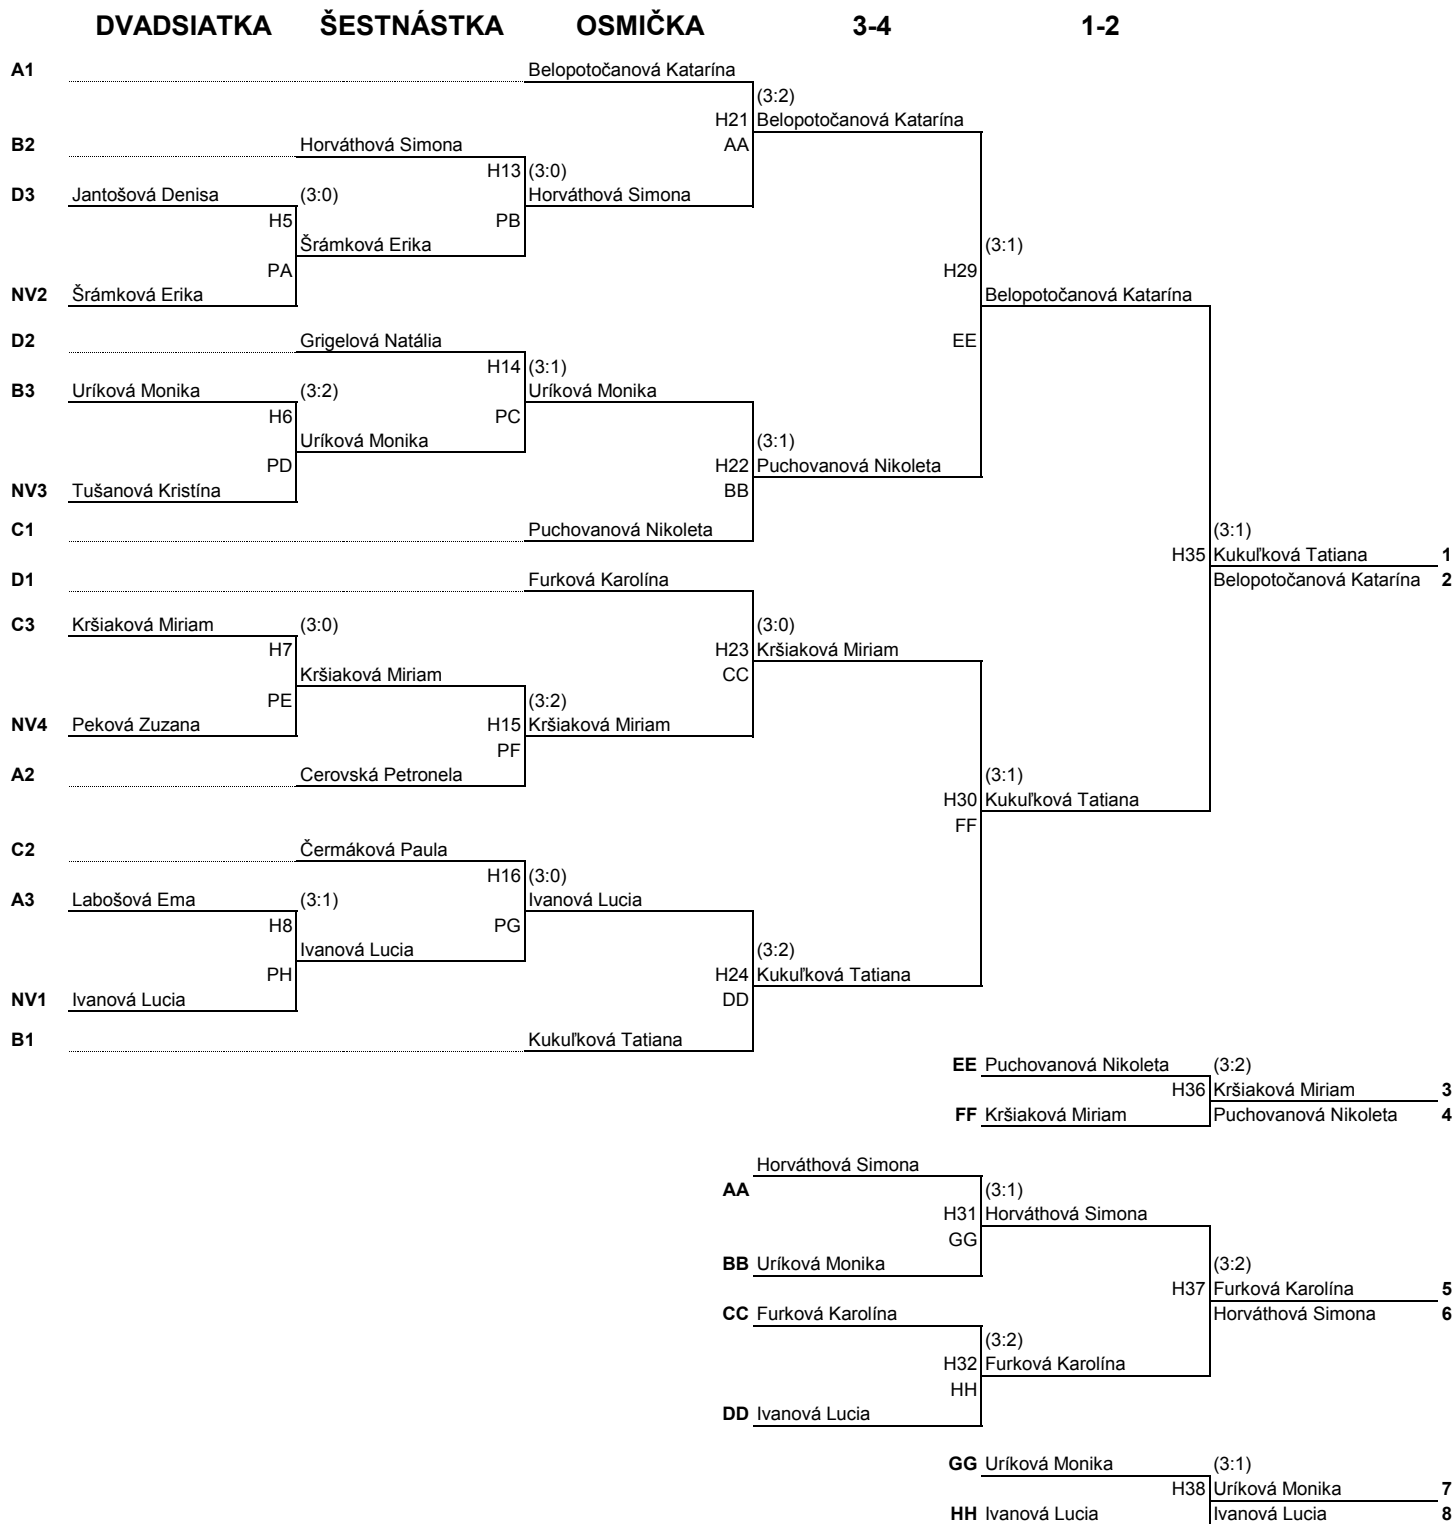 DVADSIATKA ŠESTNÁSTKA OSMIČKA 3-4 1-2
A1 Belopotočanová Katarína
(3:2)
H21 Belopotočanová Katarína
B2 Horváthová Simona AA
H13 (3:0)
D3 Jantošová Denisa (3:0) Horváthová Simona
H5 PB
Šrámková Erika (3:1)
PA H29
NV2 Šrámková Erika Belopotočanová Katarína
D2 Grigelová Natália EE
H14 (3:1)
B3 Uríková Monika (3:2) Uríková Monika
H6 PC
Uríková Monika (3:1)
PD H22 Puchovanová Nikoleta
NV3 Tušanová Kristína BB
C1 Puchovanová Nikoleta (3:1)
H35 Kukuľková Tatiana 1
D1 Furková Karolína Belopotočanová Katarína 2
C3 Kršiaková Miriam (3:0) (3:0)
H7 H23 Kršiaková Miriam
Kršiaková Miriam CC
PE (3:2)
NV4 Peková Zuzana H15 Kršiaková Miriam
PF
A2 Cerovská Petronela (3:1)
H30 Kukuľková Tatiana
FF
C2 Čermáková Paula
H16 (3:0)
A3 Labošová Ema (3:1) Ivanová Lucia
H8 PG
Ivanová Lucia (3:2)
PH H24 Kukuľková Tatiana
NV1 Ivanová Lucia DD
B1 Kukuľková Tatiana
EE Puchovanová Nikoleta (3:2)
H36 Kršiaková Miriam 3
FF Kršiaková Miriam Puchovanová Nikoleta 4
Horváthová Simona
AA (3:1)
H31 Horváthová Simona
GG
BB Uríková Monika (3:2)
H37 Furková Karolína 5
CC Furková Karolína Horváthová Simona 6
(3:2)
H32 Furková Karolína
HH
DD Ivanová Lucia
GG Uríková Monika (3:1)
H38 Uríková Monika 7
HH Ivanová Lucia Ivanová Lucia 8